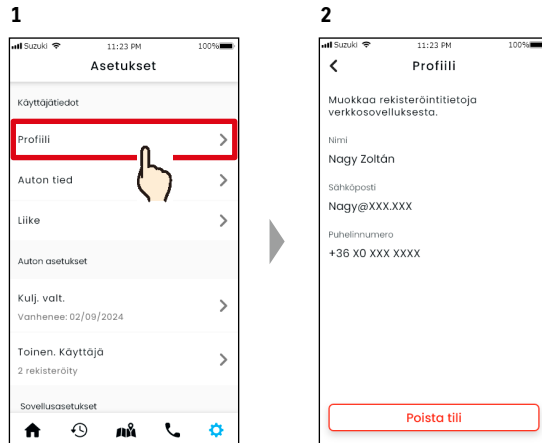 1
Suzuki 11:23 PM 100%
Asetukset
Käyttäjätiedot
Profiili
Auton tied
Liike
Auton asetukset
Kulj. valt.
Vanhenee: 02/09/2024
Toinen. Käyttäjä
2 rekisteröity
Sovellusasetukset
2
Suzuki 11:23 PM 100%
Profiili
Muokkaa rekisteröintitietoja
verkkosovelluksesta.
Nimi
Nagy Zoltán
Sähköposti
Nagy@XXX.XXX
Puhelinnumero
+36 X0 XXX XXXX
Poista tili